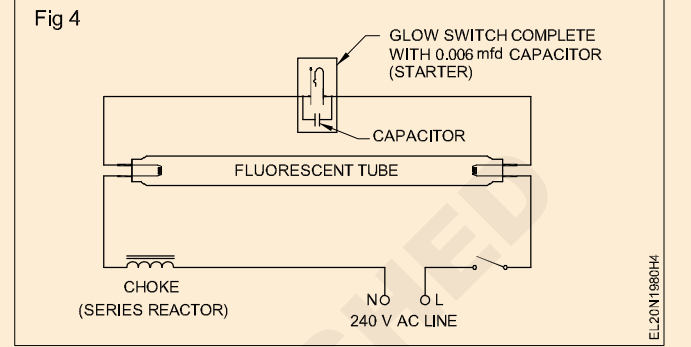 Fig 4
GLOW SWITCH COMPLETE
WITH 0.006 mfd CAPACITOR
(STARTER)
CAPACITOR
FLUORESCENT TUBE
CHOKE
(SERIES REACTOR)
N L
240 V AC LINE
EL20N1980H4
SHED